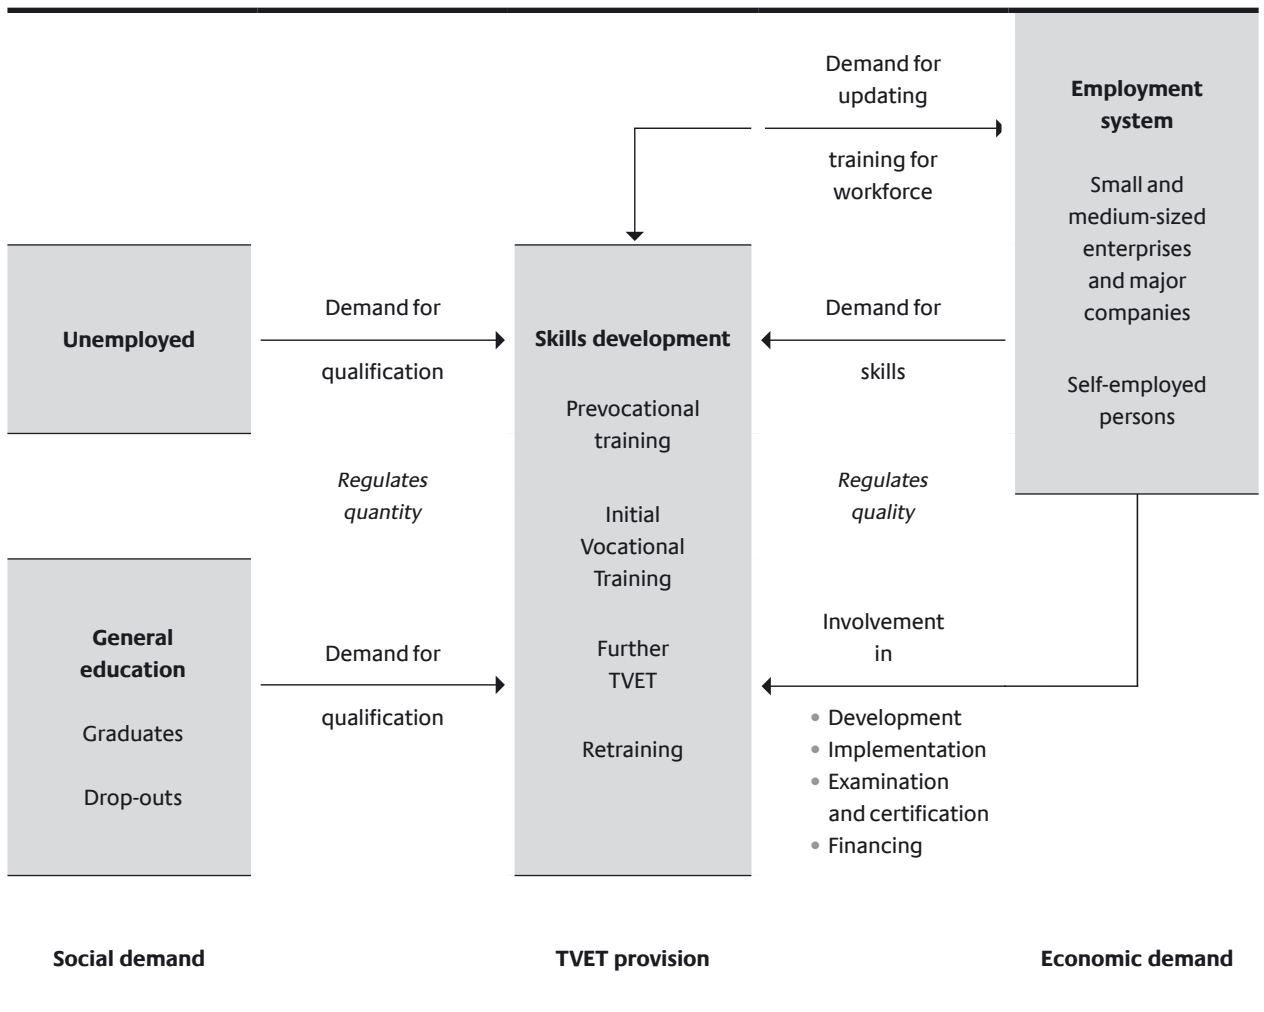 Demand for
updating
training for
workforce
Employment
system
Small and
medium-sized
enterprises
and major
companies
Self-employed
persons
Unemployed
Demand for
qualification
Skills development
Prevocational
training
Initial
Vocational
Training
Further
TVET
Retraining
Demand for
skills
Regulates
quantity
Regulates
quality
General
education
Graduates
Drop-outs
Demand for
qualification
Involvement
in
• Development
• Implementation
• Examination
and certification
• Financing
Social demand
TVET provision
Economic demand